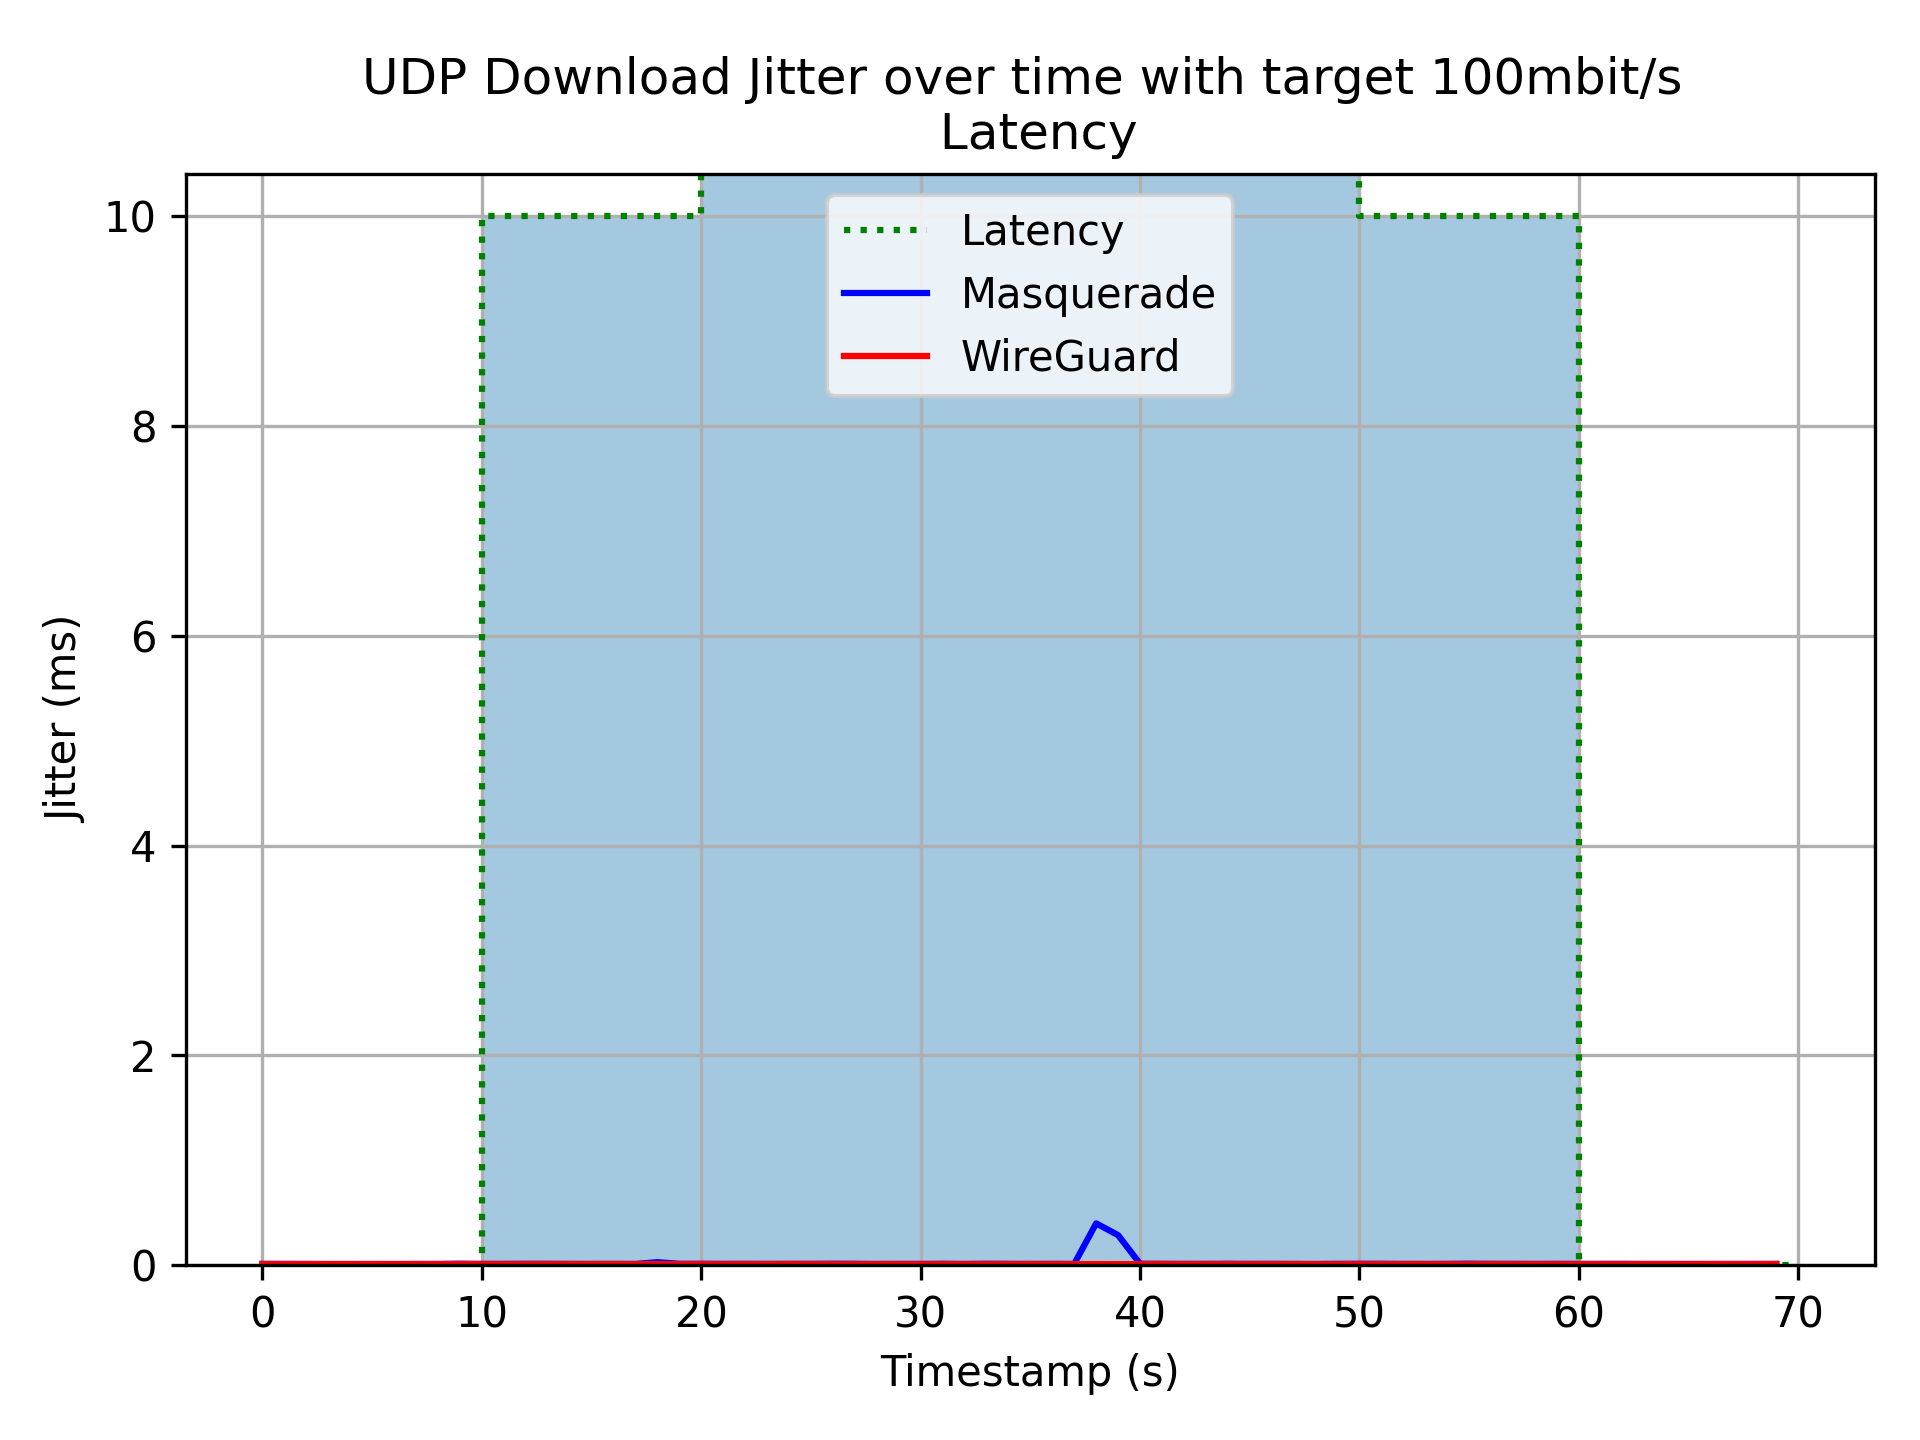 UDP Download Jitter over time with target 100mbit/s
Latency
10
8
6
4
2
0
Jitter (ms)
Latency
Masquerade
WireGuard
0 10 20 30 40 50 60 70
Timestamp (s)